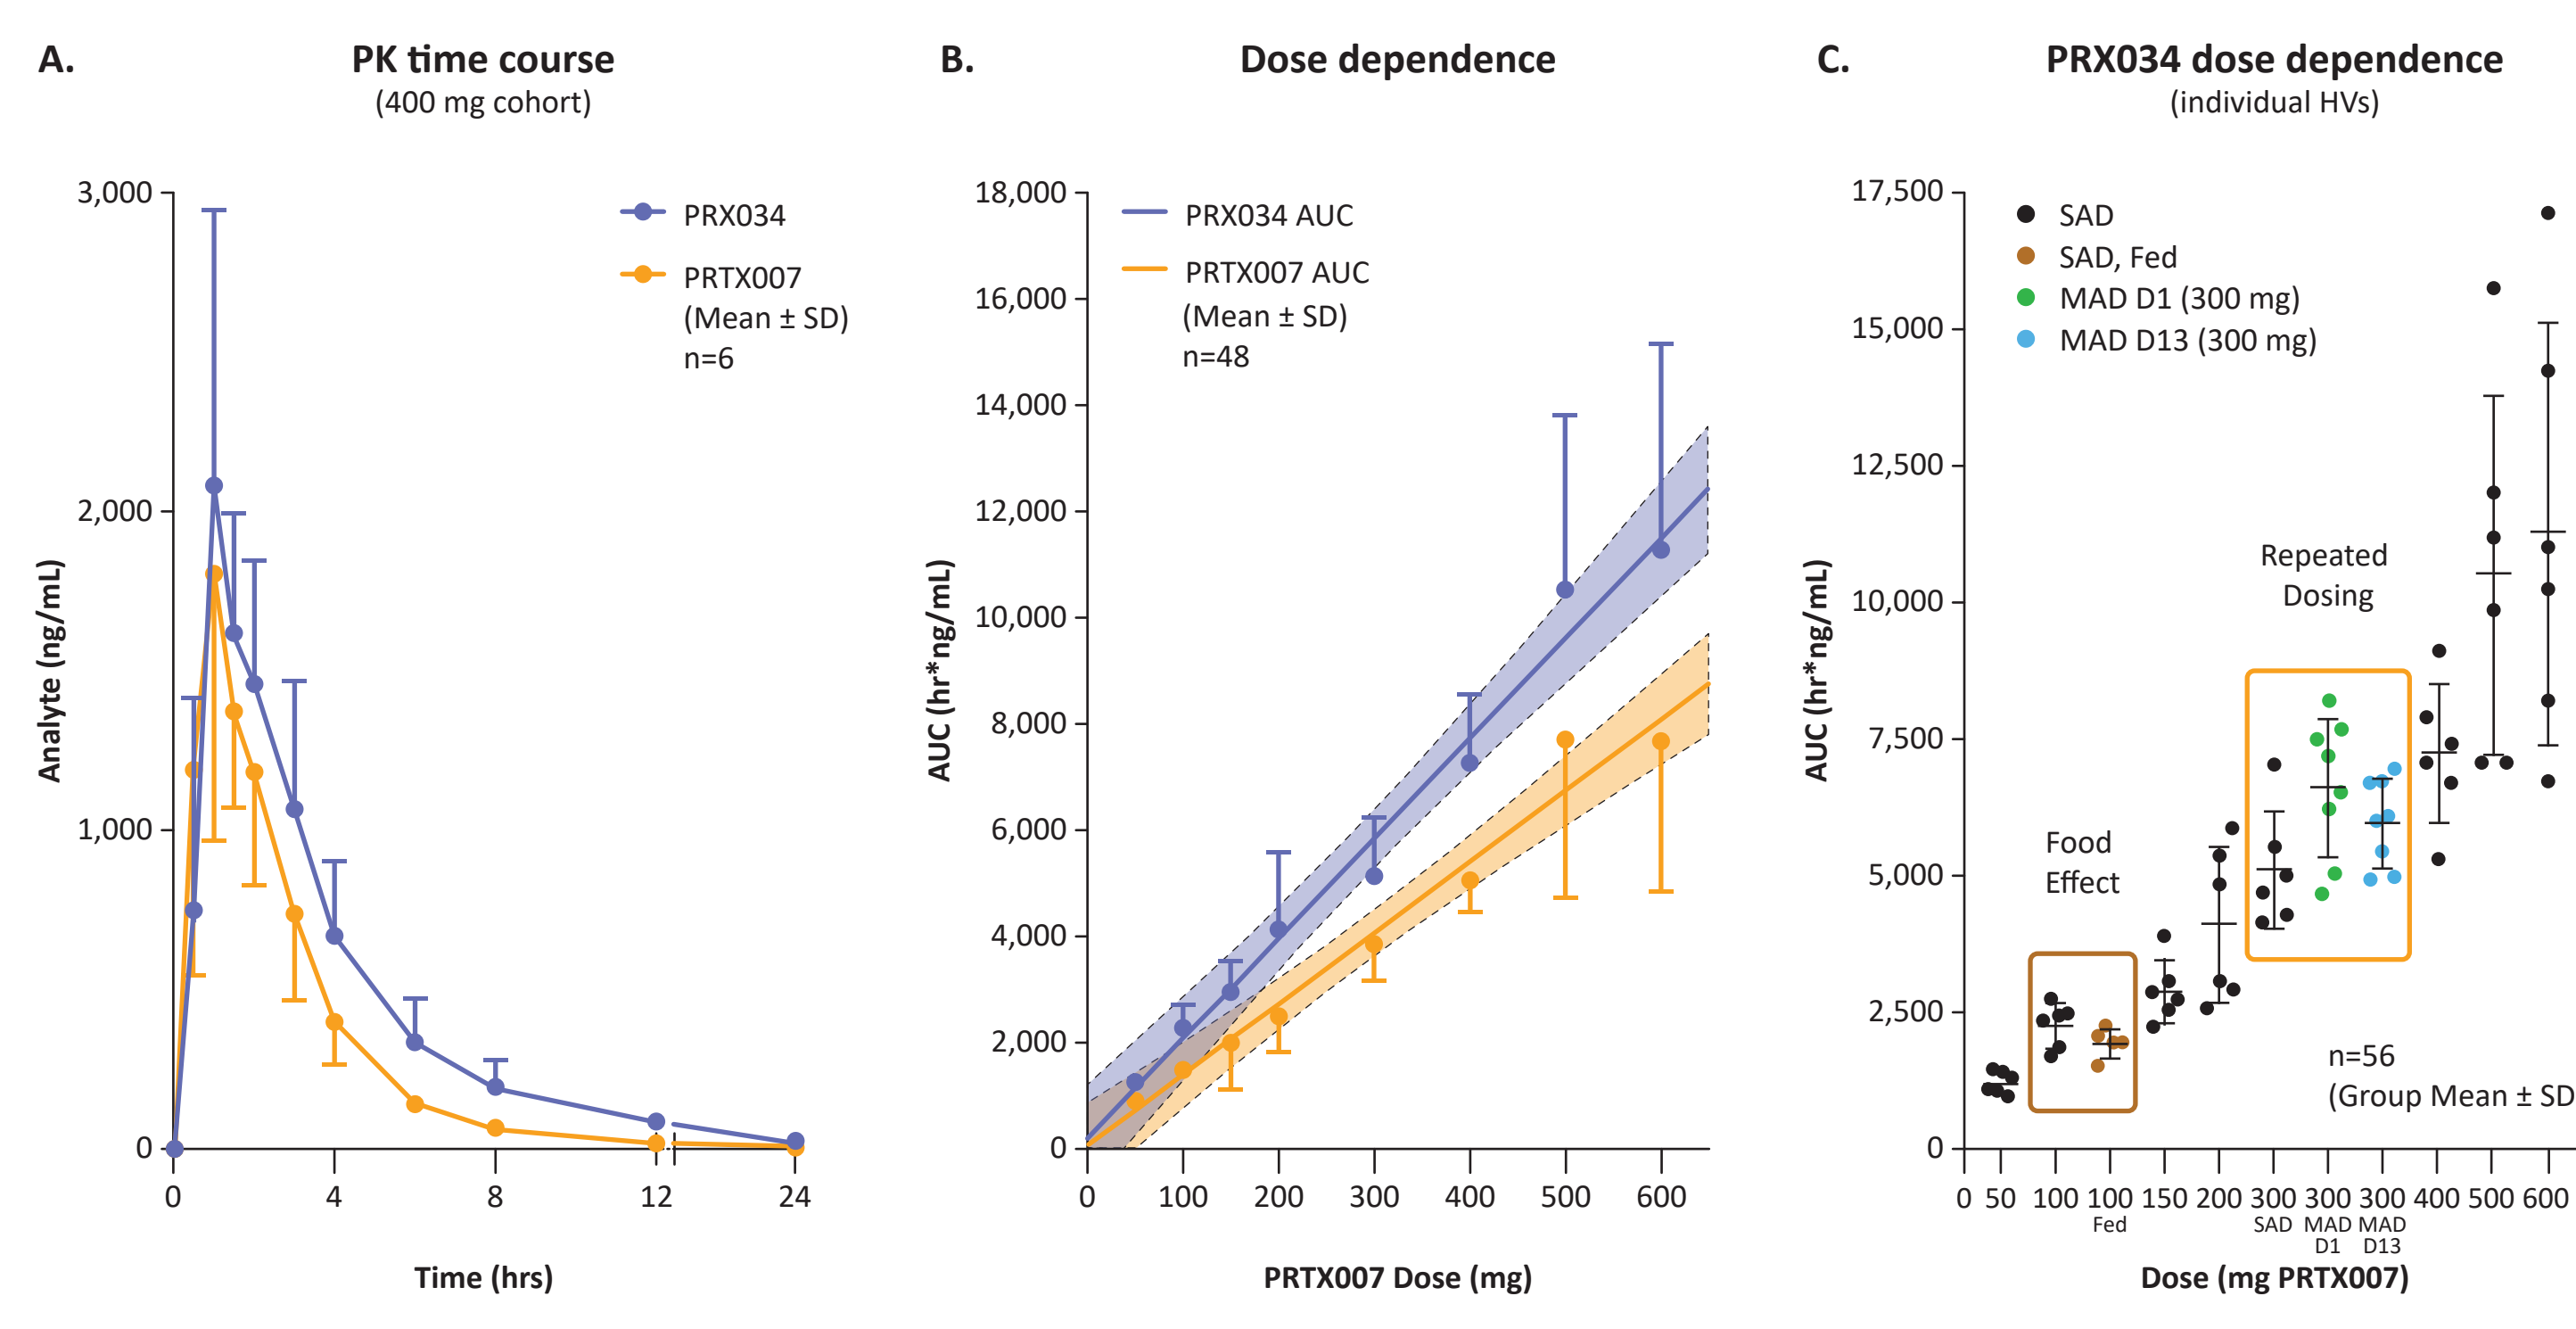 A.
PK time course
(400 mg cohort)
3,000
2,000
1,000
0
Analyte (ng/mL)
PRX034
PRTX007
(Mean ± SD)
n=6
0 4 8 12 24
Time (hrs)
B.
Dose dependence
18,000
16,000
14,000
12,000
10,000
8,000
6,000
4,000
2,000
0
AUC (hr*ng/mL)
PRX034 AUC
PRTX007 AUC
(Mean ± SD)
n=48
0 100 200 300 400 500 600
PRTX007 Dose (mg)
C.
PRX034 dose dependence
(individual HVs)
17,500
15,000
12,500
10,000
7,500
5,000
2,500
0
AUC (hr*ng/mL)
SAD
SAD, Fed
MAD D1 (300 mg)
MAD D13 (300 mg)
Repeated
Dosing
Food
Effect
n=56
(Group Mean ± SD
0 50 100 100 150 200 300 300 300 400 500 600
Fed SAD MAD MAD
D1 D13
Dose (mg PRTX007)